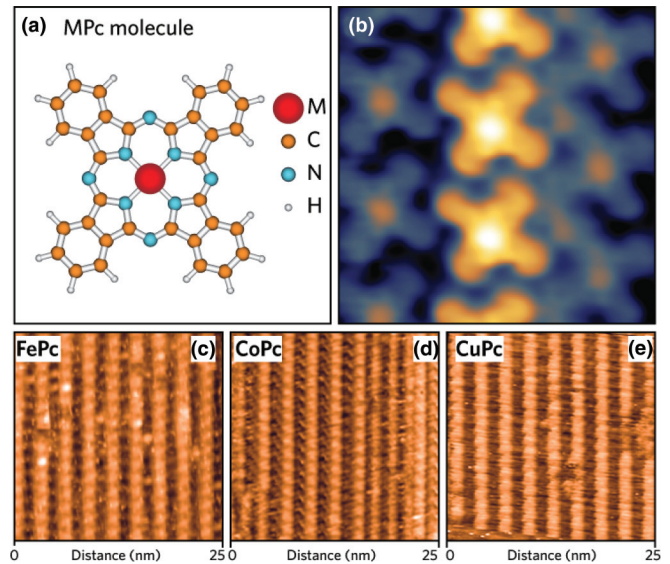 (a) MPc molecule
M
C
N
H
(b)
FePc (c)
CoPc (d)
CuPc (e)
0 Distance (nm) 25
0 Distance (nm) 25
0 Distance (nm) 25